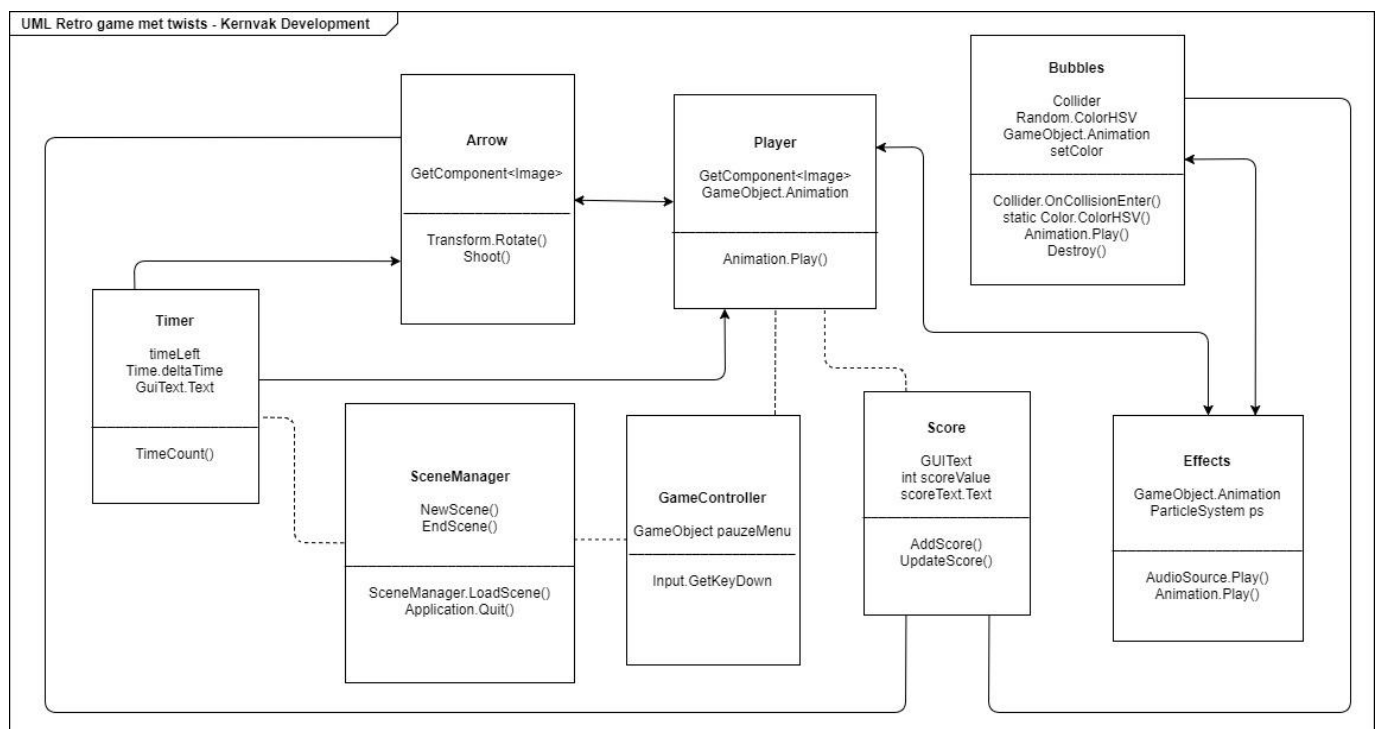 UML Retro game met twists - Kernvak Development
Arrow
GetComponent<Image>
Transform.Rotate()
Shoot()
Player
GetComponent<Image>
GameObject.Animation
Animation.Play()
Bubbles
Collider
Random.ColorHSV
GameObject.Animation
setColor
Collider.OnCollisionEnter()
static Color.ColorHSV()
Animation.Play()
Destroy()
Timer
timeLeft
Time.deltaTime
GuiText.Text
TimeCount()
SceneManager
NewScene()
EndScene()
SceneManager.LoadScene()
Application.Quit()
GameController
GameObject pauzeMenu
Input.GetKeyDown
Score
GUIText
int scoreValue
scoreText.Text
AddScore()
UpdateScore()
Effects
GameObject.Animation
ParticleSystem ps
AudioSource.Play()
Animation.Play()